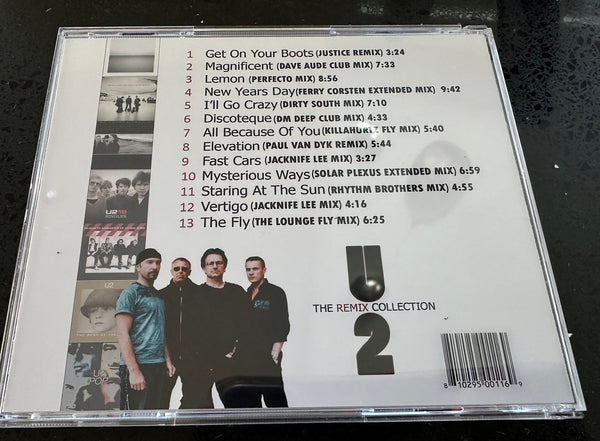 1 Get On Your Boots (JUSTICE REMIX) 3:24
2 Magnificent (DAVE AUDE CLUB MIX) 7:33
3 Lemon (PERFECTO MIX) 8:56
4 New Years Day (FERRY CORSTEN EXTENDED MIX) 9:42
5 I'll Go Crazy (DIRTY SOUTH MIX) 7:10
6 Discoteque (DM DEEP CLUB MIX) 4:33
7 All Because Of You (KILLAHURTZ FLY MIX) 5:40
8 Elevation (PAUL VAN DYK REMIX) 5:44
9 Fast Cars (JACKNIFE LEE MIX) 3:27
10 Mysterious Ways (SOLAR PLEXUS EXTENDED MIX) 6:59
11 Staring At The Sun (RHYTHM BROTHERS MIX) 4:55
12 Vertigo (JACKNIFE LEE MIX) 4:16
13 The Fly (THE LOUNGE FLY MIX) 6:25
U218
U2
U2
POP
U
THE REMIX COLLECTION
2
8 10295 00116 9